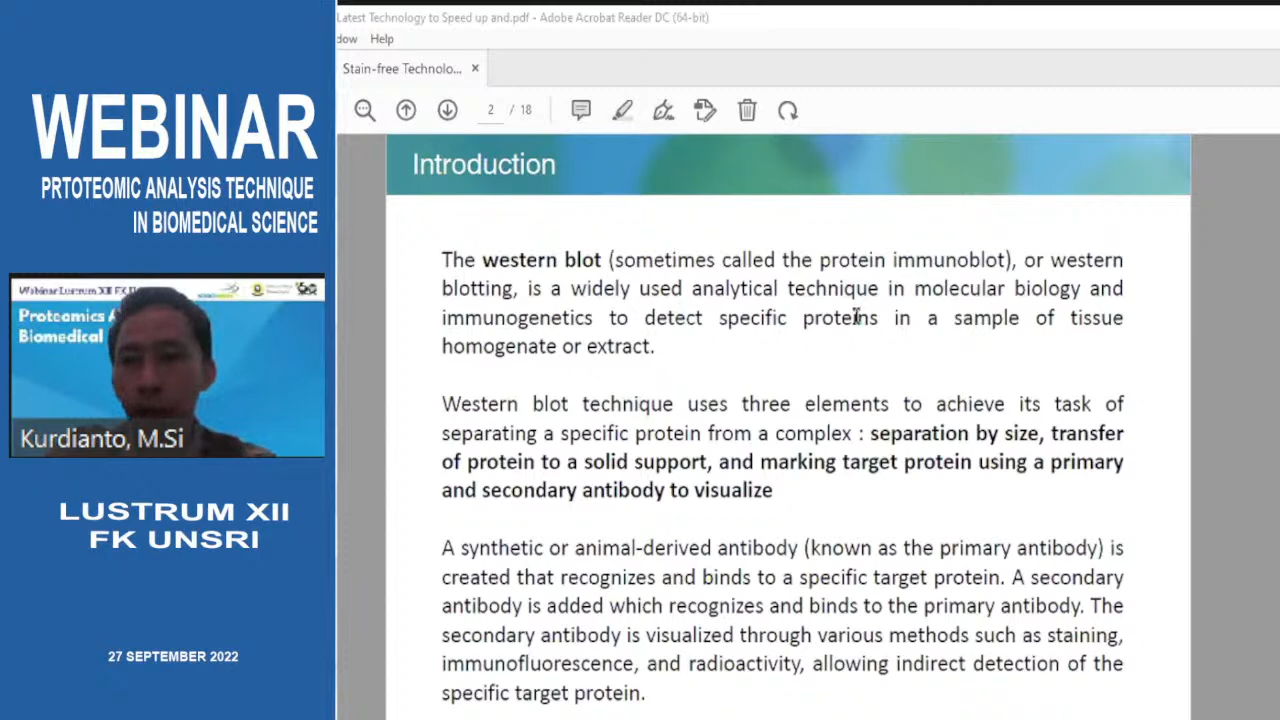 WEBINAR
PRTOTEOMIC ANALYSIS TECHNIQUE
IN BIOMEDICAL SCIENCE
Webinar Lustrum XII FK
Proteomics
Biomedical
Kurdianto, M.Si
LUSTRUM XII
FK UNSRI
27 SEPTEMBER 2022
Latest Technology to Speed up and.pdf - Adobe Acrobat Reader DC (64-bit)
dow Help
Stain-free Technolo... ×
2 / 18
Introduction
The western blot (sometimes called the protein immunoblot), or western
blotting, is a widely used analytical technique in molecular biology and
immunogenetics to detect specific proteins in a sample of tissue
homogenate or extract.
Western blot technique uses three elements to achieve its task of
separating a specific protein from a complex : separation by size, transfer
of protein to a solid support, and marking target protein using a primary
and secondary antibody to visualize
A synthetic or animal-derived antibody (known as the primary antibody) is
created that recognizes and binds to a specific target protein. A secondary
antibody is added which recognizes and binds to the primary antibody. The
secondary antibody is visualized through various methods such as staining,
immunofluorescence, and radioactivity, allowing indirect detection of the
specific target protein.